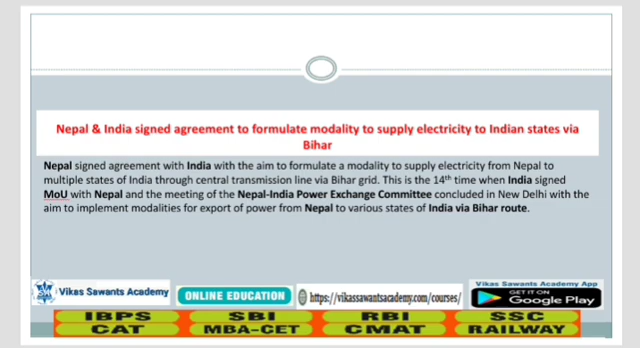 Nepal & India signed agreement to formulate modality to supply electricity to Indian states via
Bihar
Nepal signed agreement with India with the aim to formulate a modality to supply electricity from Nepal to
multiple states of India through central transmission line via Bihar grid. This is the 14th time when India signed
MoU with Nepal and the meeting of the Nepal-India Power Exchange Committee concluded in New Delhi with the
aim to implement modalities for export of power from Nepal to various states of India via Bihar route.
Vikas Sawants Academy
ONLINE EDUCATION
https://vikassawantsacademy.com/courses/
Vikas Sawants Academy App
GET IT ON
Google Play
IBPS SBI RBI SSC
CAT MBA-CET CMAT RAILWAY